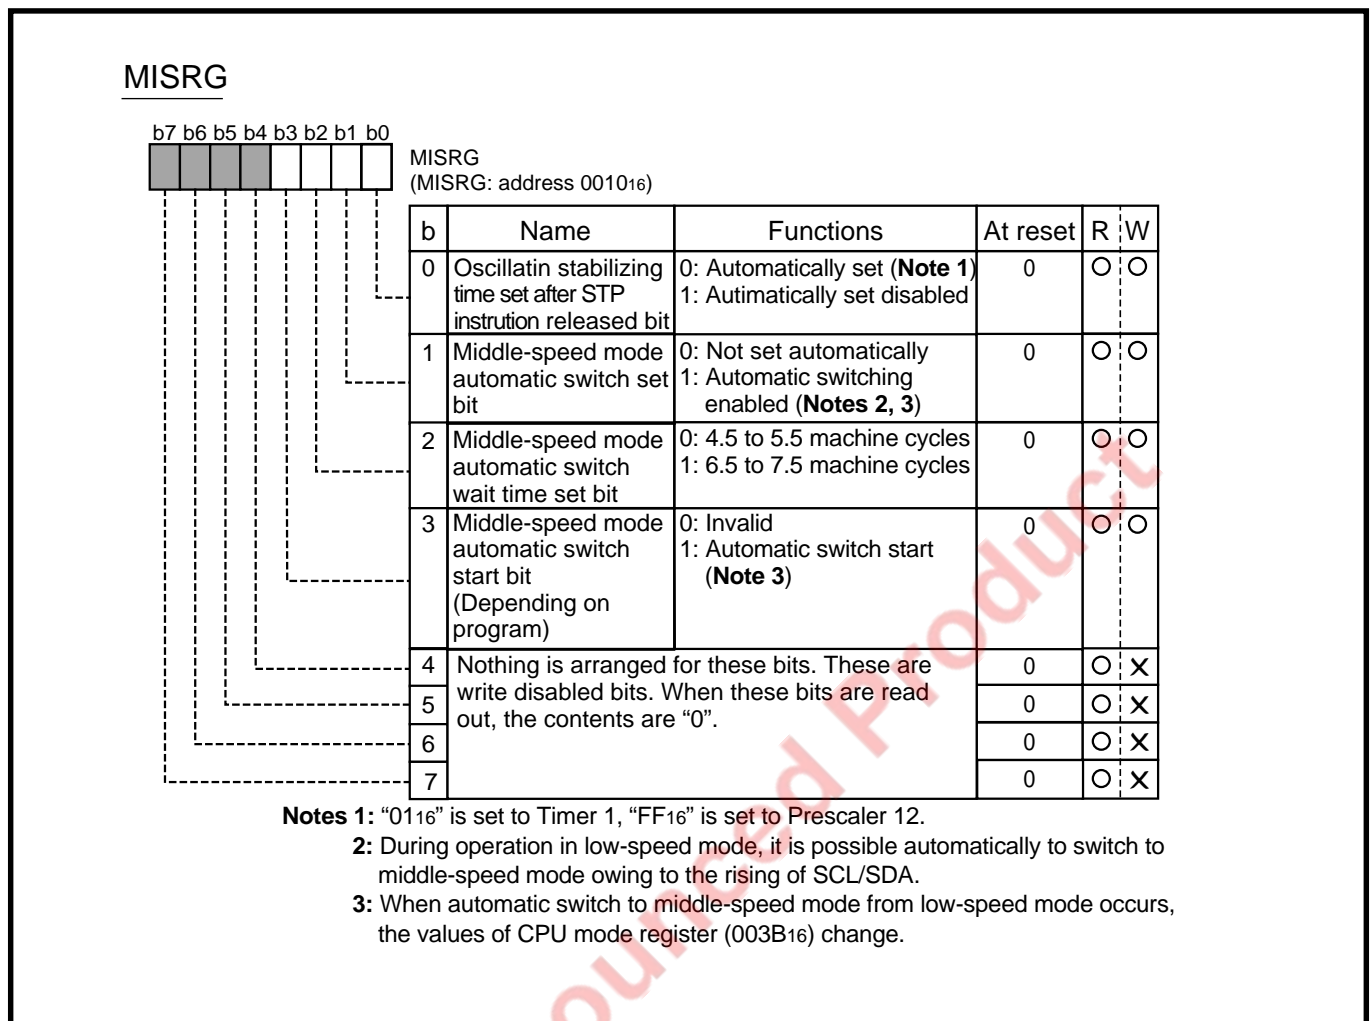 MISRG
b7 b6 b5 b4 b3 b2 b1 b0
MISRG
(MISRG: address 001016)
b Name Functions At reset R W
0 Oscillatin stabilizing time set after STP instrution released bit 0: Automatically set (Note 1) 1: Autimatically set disabled 0 O O
1 Middle-speed mode automatic switch set bit 0: Not set automatically 1: Automatic switching enabled (Notes 2, 3) 0 O O
2 Middle-speed mode automatic switch wait time set bit 0: 4.5 to 5.5 machine cycles 1: 6.5 to 7.5 machine cycles 0 O O
3 Middle-speed mode automatic switch start bit (Depending on program) 0: Invalid 1: Automatic switch start (Note 3) 0 O O
4 Nothing is arranged for these bits. These are 0 O X
5 write disabled bits. When these bits are read 0 O X
out, the contents are “0”.
6 0 O X
7 0 O X
Notes 1: “0116” is set to Timer 1, “FF16” is set to Prescaler 12.
2: During operation in low-speed mode, it is possible automatically to switch to
middle-speed mode owing to the rising of SCL/SDA.
3: When automatic switch to middle-speed mode from low-speed mode occurs,
the values of CPU mode register (003B16) change.
ounced Product